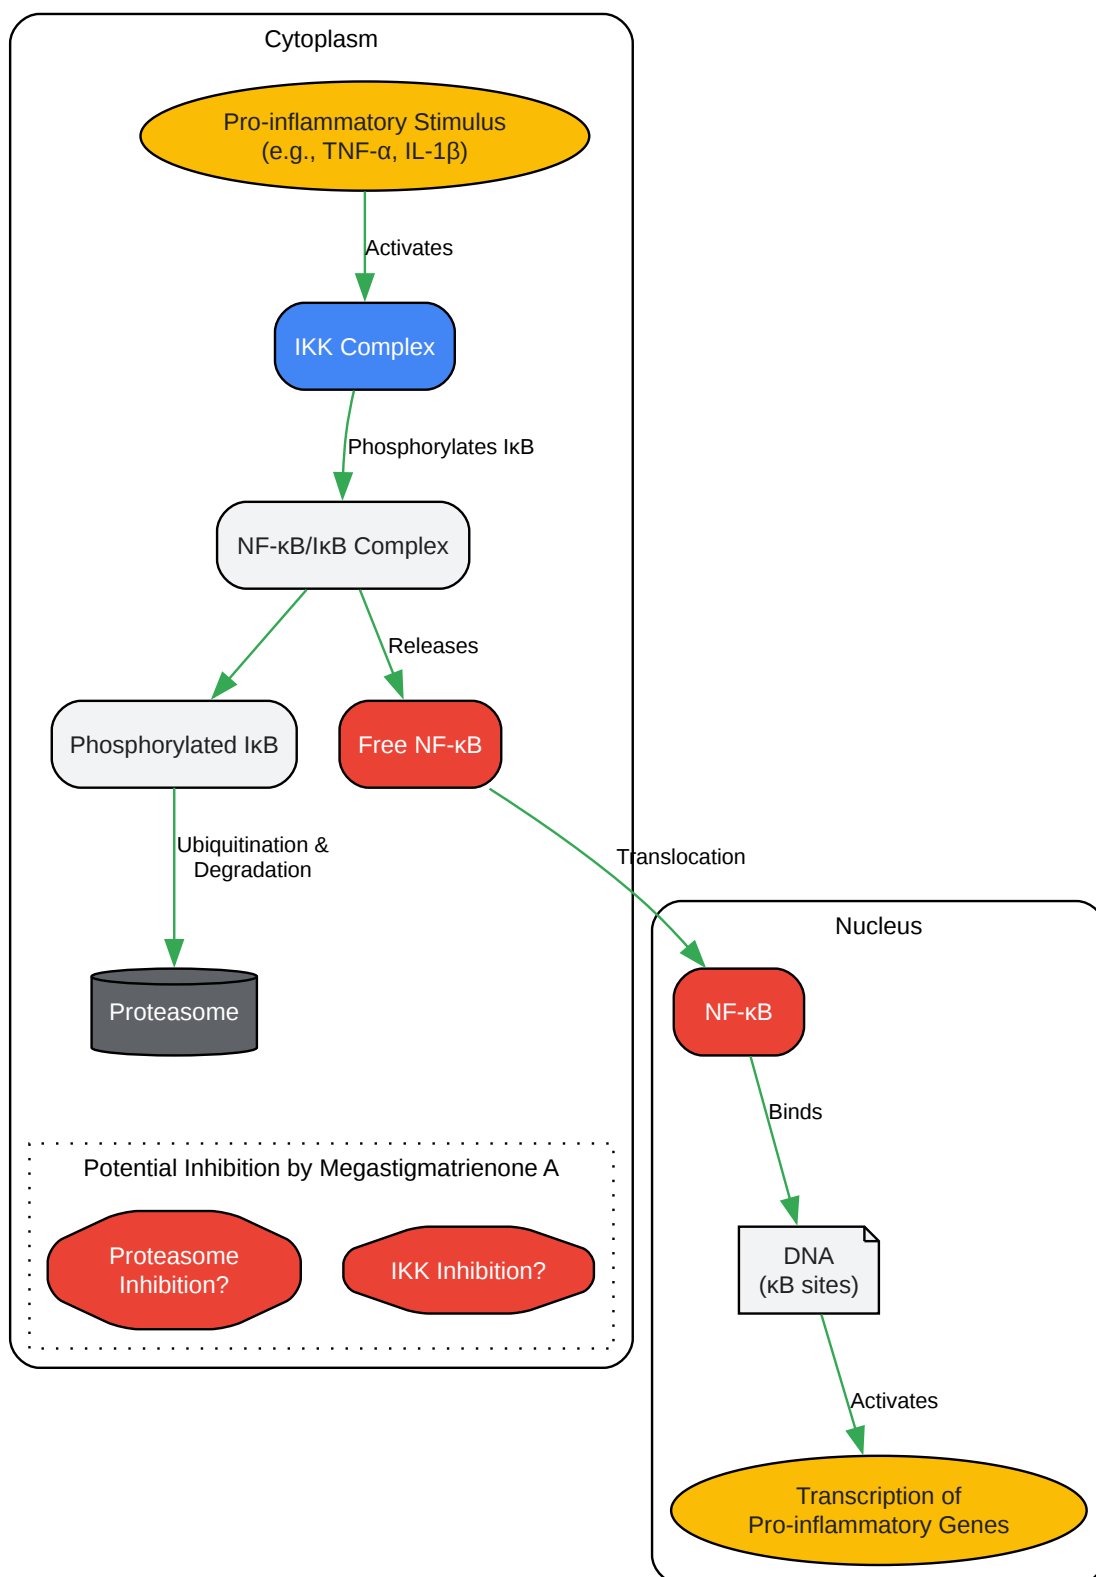 Cytoplasm
Pro-inflammatory Stimulus
(e.g., TNF-α, IL-1β)
Activates
IKK Complex
Phosphorylates IκB
NF-κB/IκB Complex
Releases
Phosphorylated IκB
Free NF-κB
Ubiquitination &
Degradation
Translocation
Nucleus
Proteasome
NF-κB
Binds
Potential Inhibition by Megastigmatrienone A
Proteasome
Inhibition?
IKK Inhibition?
DNA
(κB sites)
Activates
Transcription of
Pro-inflammatory Genes